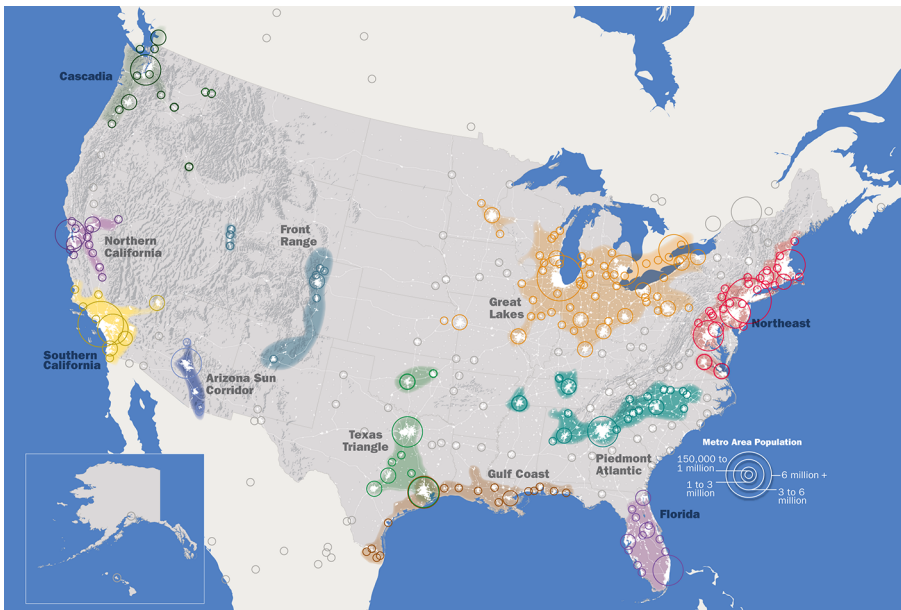 Cascadia
Northern
California
Front
Range
Great
Lakes
Northeast
Southern
California
Arizona Sun
Corridor
Texas
Triangle
Gulf Coast
Piedmont
Atlantic
Florida
Metro Area Population
150,000 to
1 million
1 to 3
million
6 million +
3 to 6
million